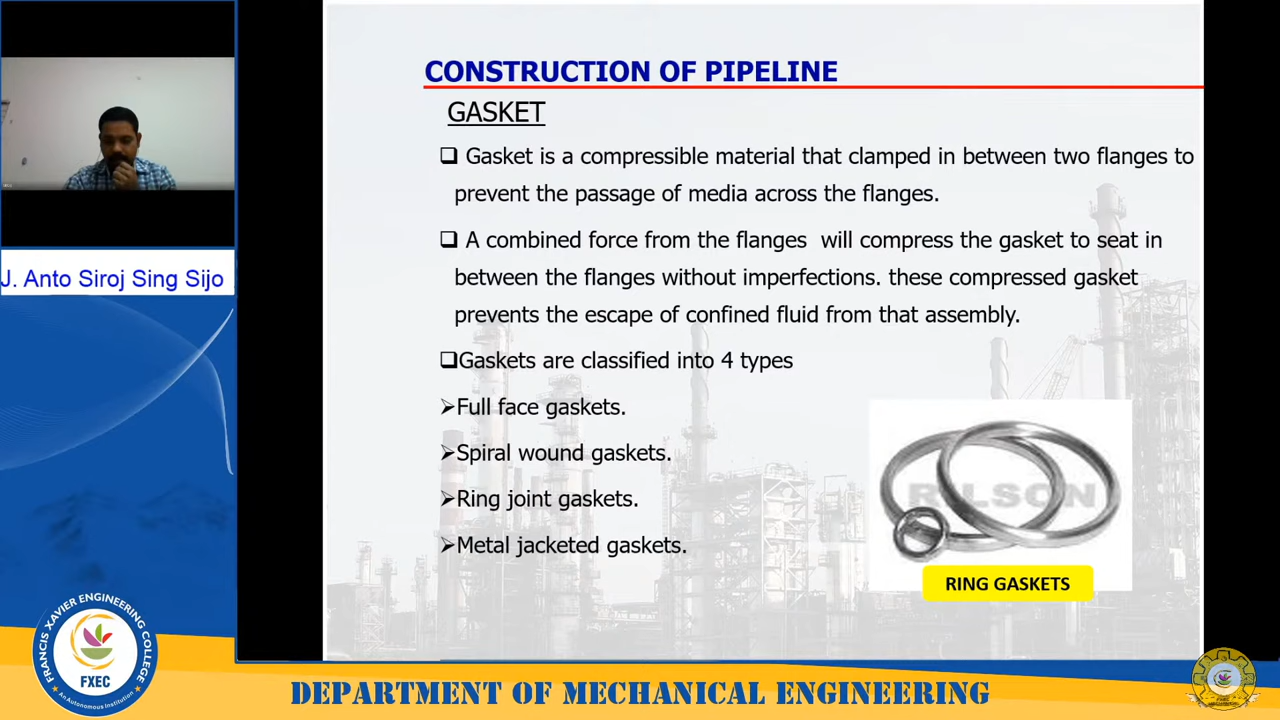 CONSTRUCTION OF PIPELINE
GASKET
Gasket is a compressible material that clamped in between two flanges to
prevent the passage of media across the flanges.
A combined force from the flanges will compress the gasket to seat in
between the flanges without imperfections. these compressed gasket
prevents the escape of confined fluid from that assembly.
Gaskets are classified into 4 types
Full face gaskets.
Spiral wound gaskets.
Ring joint gaskets.
Metal jacketed gaskets.
RING GASKETS
J. Anto Siroj Sing Sijo
FRANCIS XAVIER ENGINEERING COLLEGE
FXEC
An Autonomous Institution
DEPARTMENT OF MECHANICAL ENGINEERING